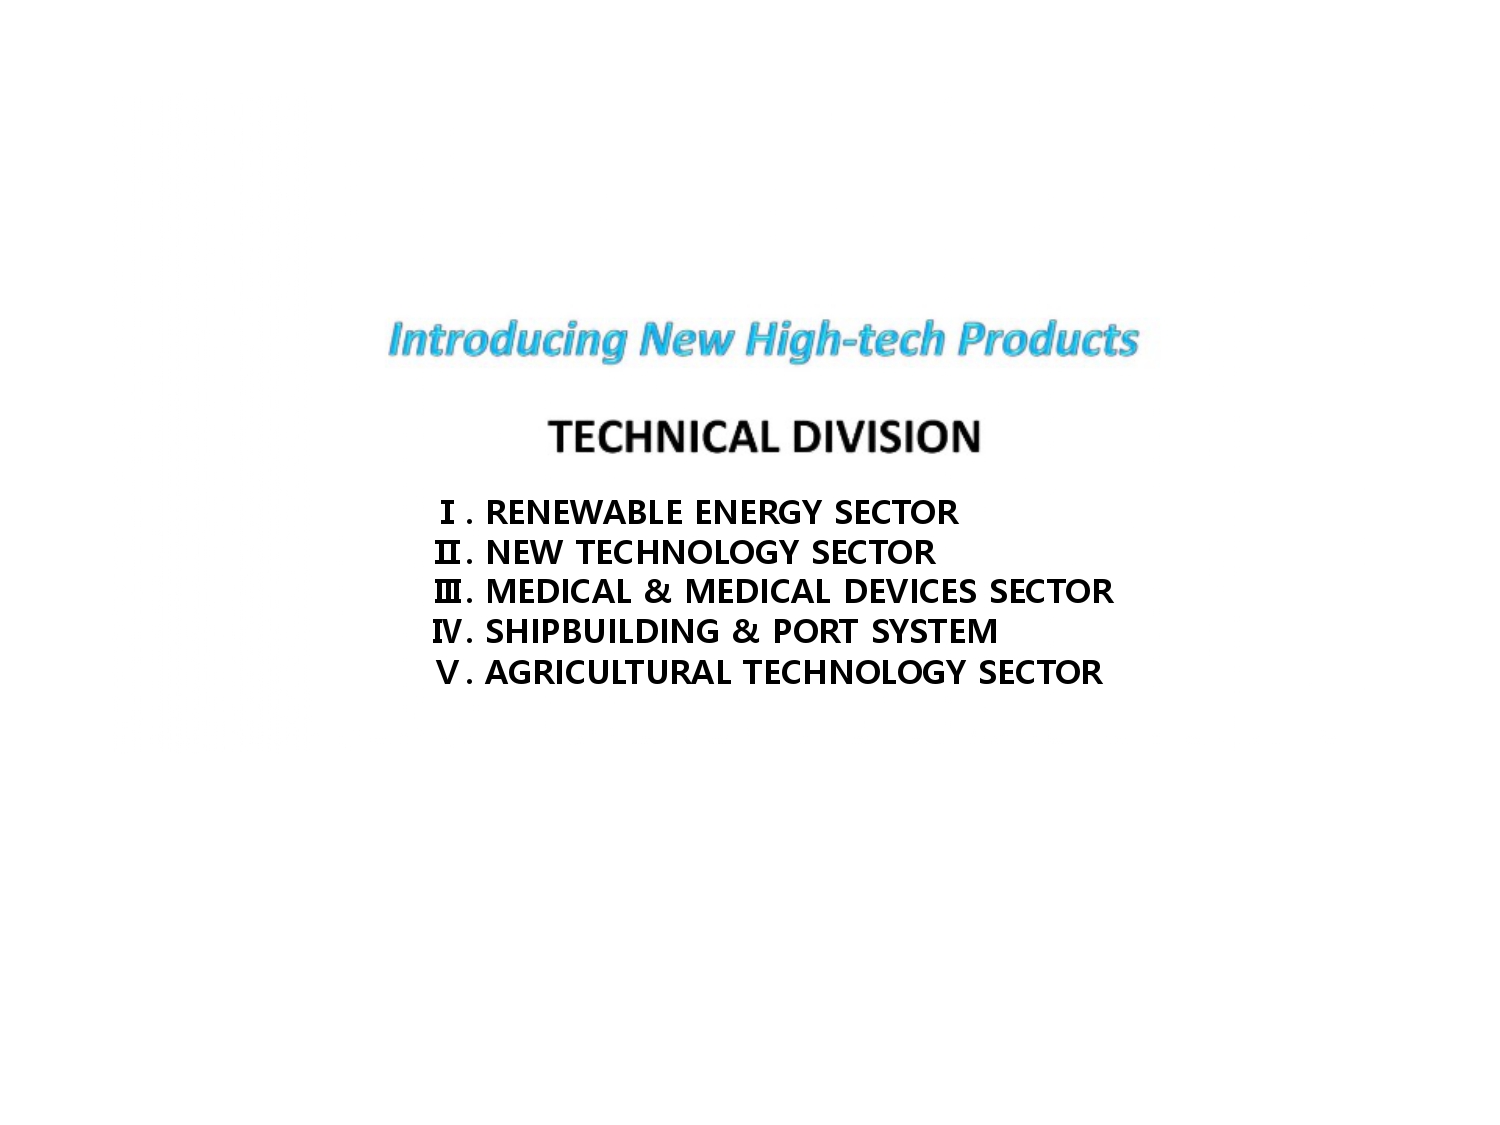 Introducing New High-tech Products
TECHNICAL DIVISION
Ⅰ. RENEWABLE ENERGY SECTOR
Ⅱ. NEW TECHNOLOGY SECTOR
Ⅲ. MEDICAL & MEDICAL DEVICES SECTOR
Ⅳ. SHIPBUILDING & PORT SYSTEM
Ⅴ. AGRICULTURAL TECHNOLOGY SECTOR